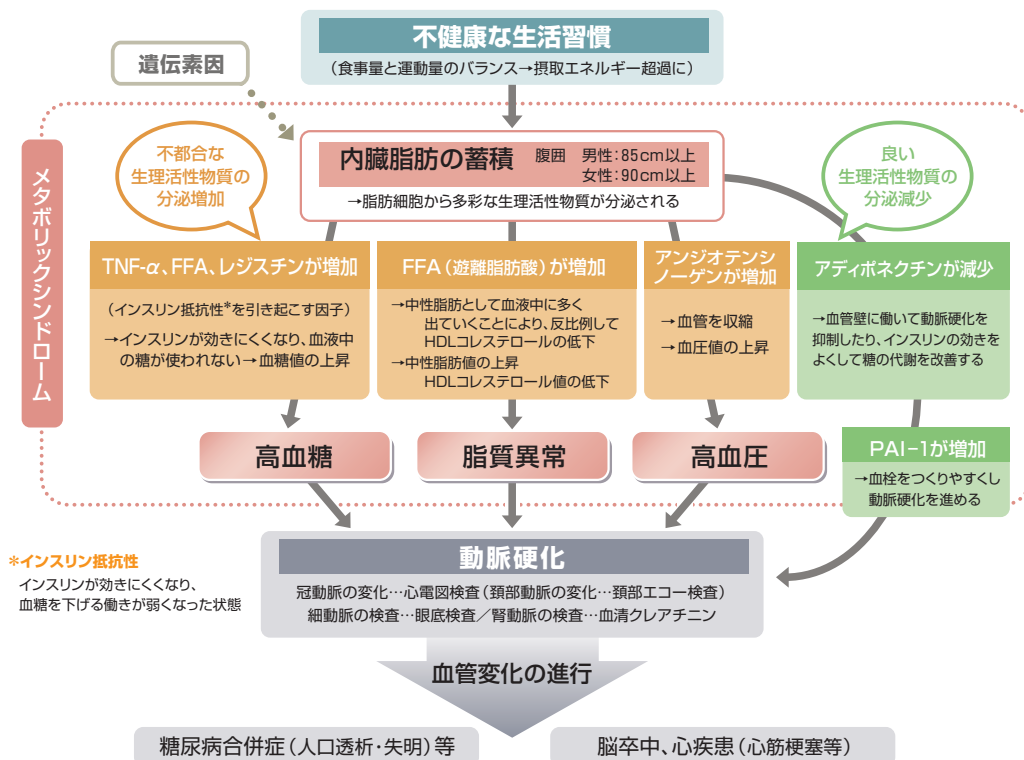 不健康な生活習慣
(食事量と運動量のバランス→摂取エネルギー超過に)
遺伝素因
メタボリックシンドローム
不都合な
生理活性物質の
分泌増加
内臓脂肪の蓄積 腹囲 男性:85cm以上
女性:90cm以上
→脂肪細胞から多彩な生理活性物質が分泌される
良い
生理活性物質の
分泌減少
TNF-α、FFA、レジスチンが増加
(インスリン抵抗性*を引き起こす因子)
→インスリンが効きにくくなり、血液中
の糖が使われない→血糖値の上昇
FFA(遊離脂肪酸)が増加
→中性脂肪として血液中に多く
出ていくことにより、反比例して
HDLコレステロールの低下
→中性脂肪値の上昇
HDLコレステロール値の低下
アンジオテンシ
ノーゲンが増加
→血管を収縮
→血圧値の上昇
アディポネクチンが減少
→血管壁に働いて動脈硬化を
抑制したり、インスリンの効きを
よくして糖の代謝を改善する
高血糖
脂質異常
高血圧
PAI-1が増加
→血栓をつくりやすくし
動脈硬化を進める
*インスリン抵抗性
インスリンが効きにくくなり、
血糖を下げる働きが弱くなった状態
動脈硬化
冠動脈の変化…心電図検査(頚部動脈の変化…頚部エコー検査)
細動脈の検査…眼底検査/腎動脈の検査…血清クレアチニン
血管変化の進行
糖尿病合併症(人口透析・失明)等
脳卒中、心疾患(心筋梗塞等)